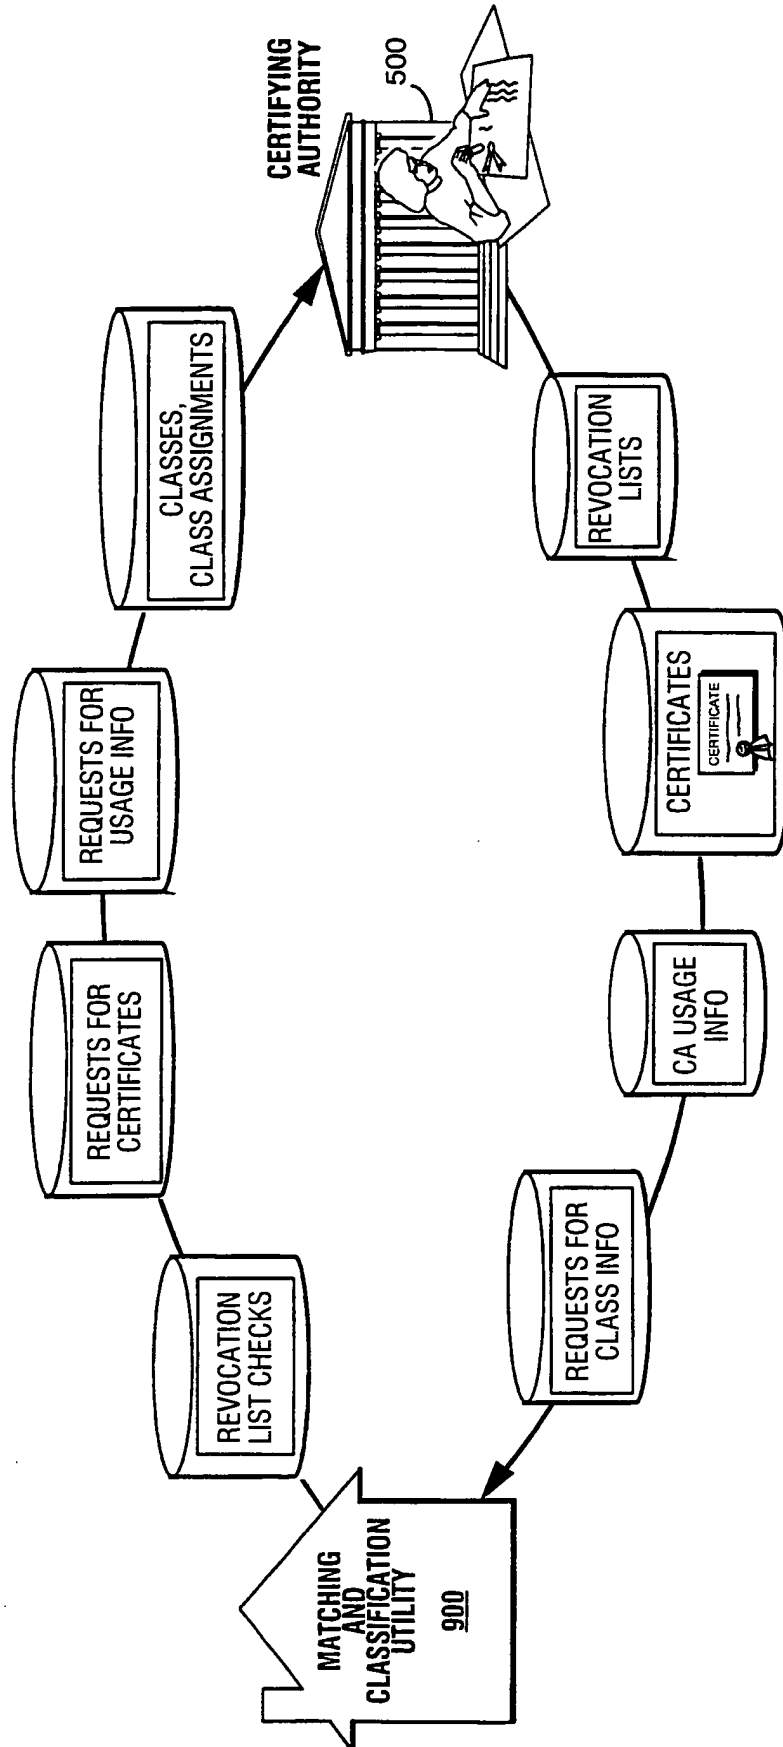 CERTIFYING
AUTHORITY
500
CLASSES,
CLASS ASSIGNMENTS
REQUESTS FOR
USAGE INFO
REQUESTS FOR
CERTIFICATES
REVOCATION
LIST CHECKS
MATCHING
AND
CLASSIFICATION
UTILITY
900
REVOCATION
LISTS
CERTIFICATES
CERTIFICATE
CA USAGE
INFO
REQUESTS FOR
CLASS INFO